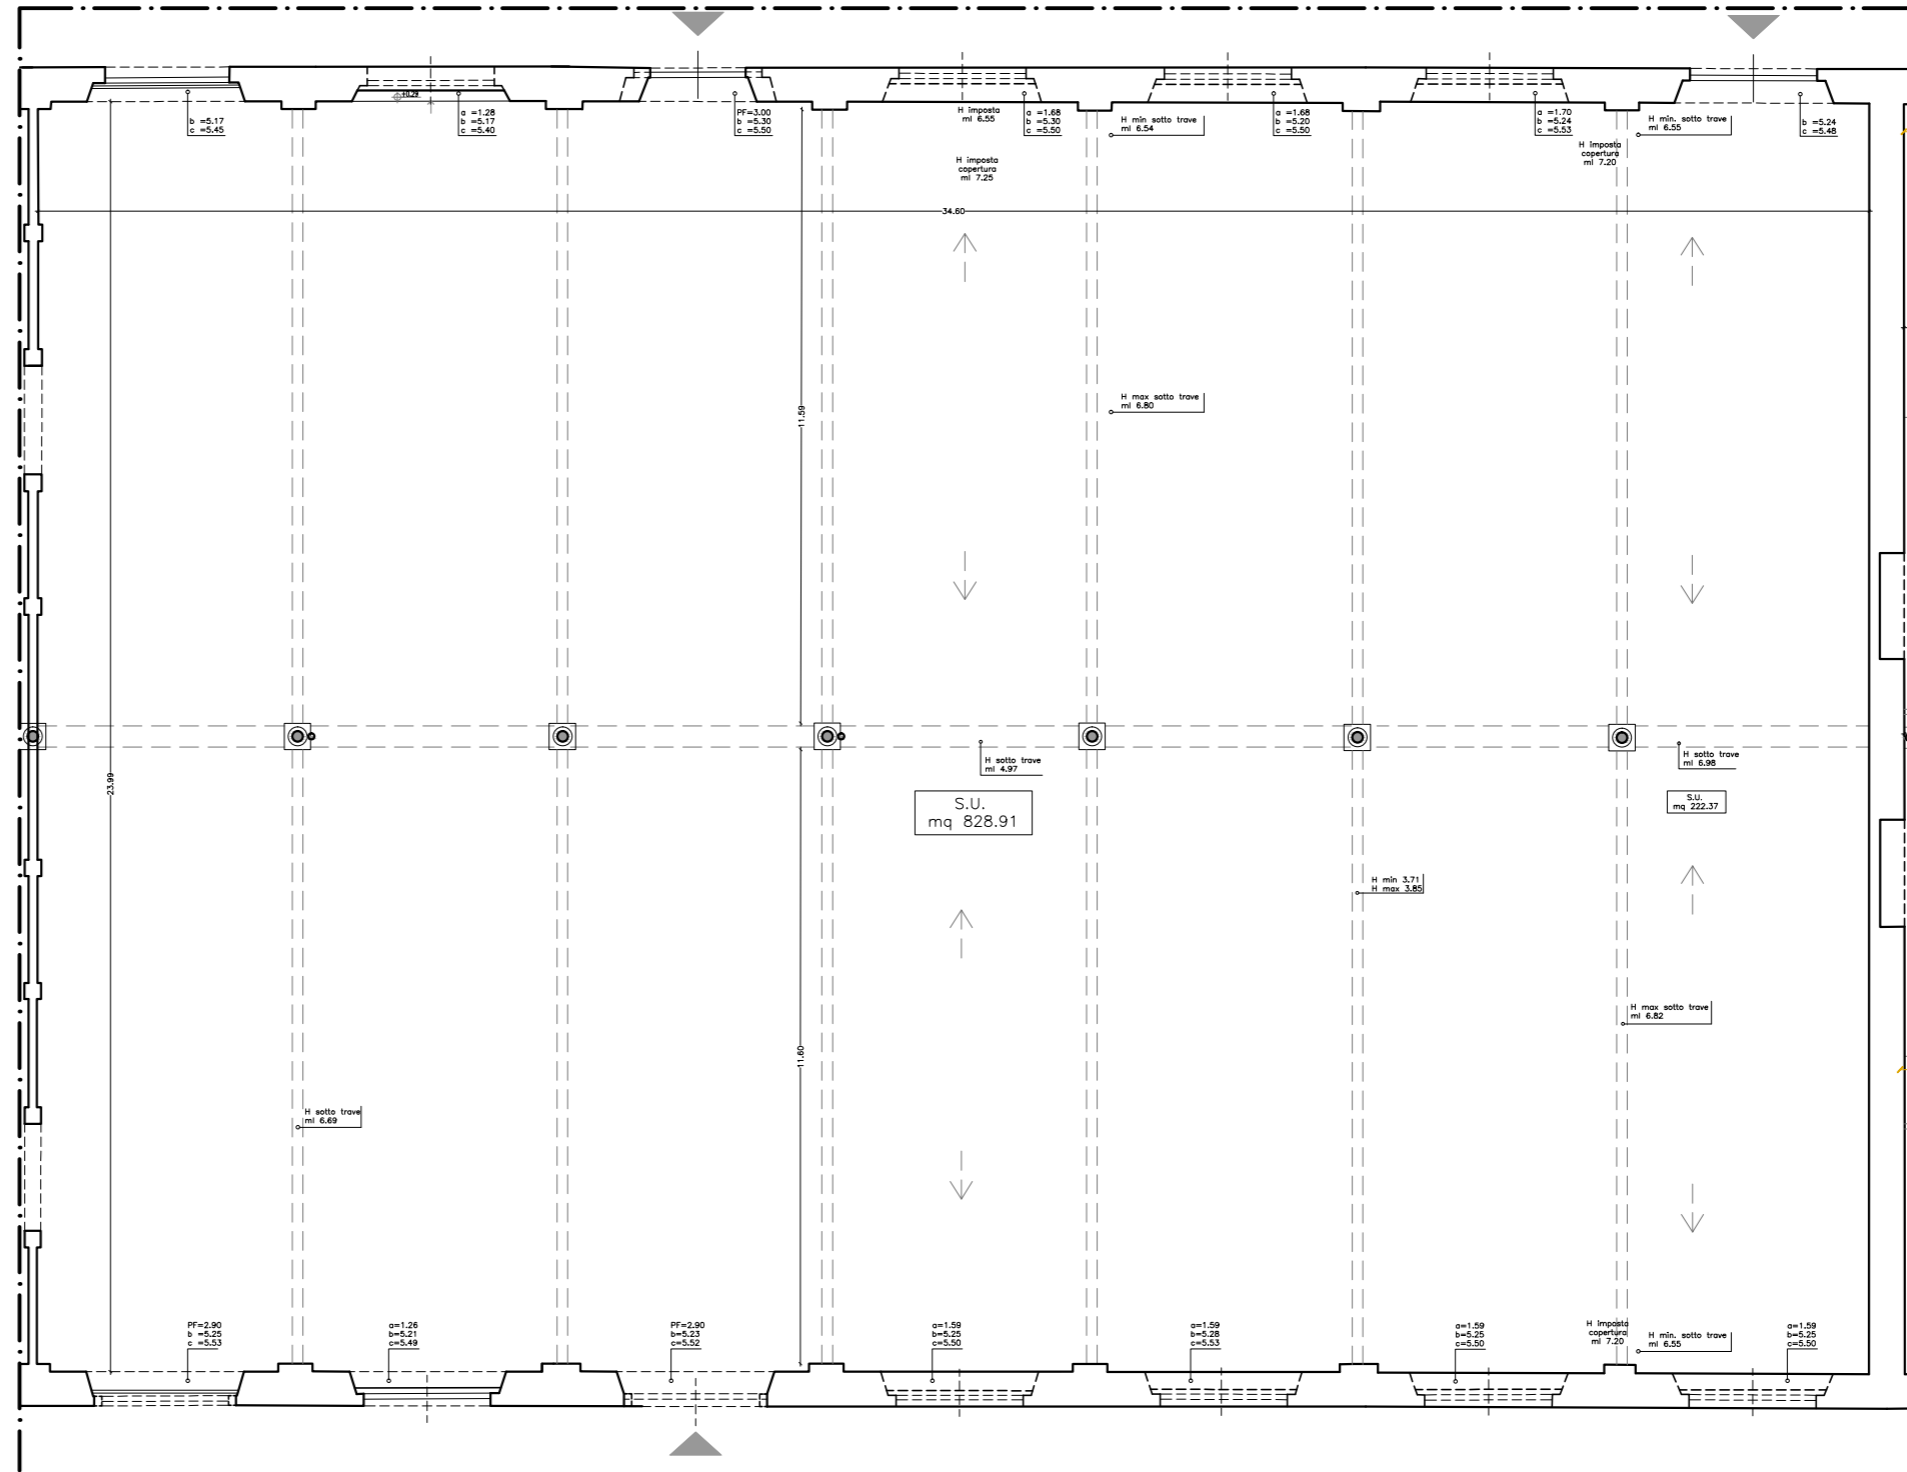 +0.29
b =5.17
c =5.45
a =1.28
b =5.17
c =5.40
PF=3.00
b =5.30
c =5.50
H imposta
ml 6.55
a =1.68
b =5.30
c =5.50
H min sotto trave
ml 6.54
a =1.68
b =5.20
c =5.50
a =1.70
b =5.24
c =5.53
H min. sotto trave
ml 6.55
b =5.24
c =5.48
H imposta
copertura
ml 7.25
H imposta
copertura
ml 7.20
34.60
H max sotto trave
ml 6.80
11.59
23.99
H sotto trave
ml 4.97
H sotto trave
ml 6.98
S.U.
mq 828.91
S.U.
mq 222.37
H min 3.71
H max 3.85
H max sotto trave
ml 6.82
11.60
H sotto trave
ml 6.69
PF=2.90
b =5.25
c =5.53
a=1.26
b=5.21
c=5.49
PF=2.90
b=5.23
c=5.52
a=1.59
b=5.25
c=5.50
a=1.59
b=5.28
c=5.53
a=1.59
b=5.25
c=5.50
H imposta
copertura
ml 7.20
H min. sotto trave
ml 6.55
a=1.59
b=5.25
c=5.50